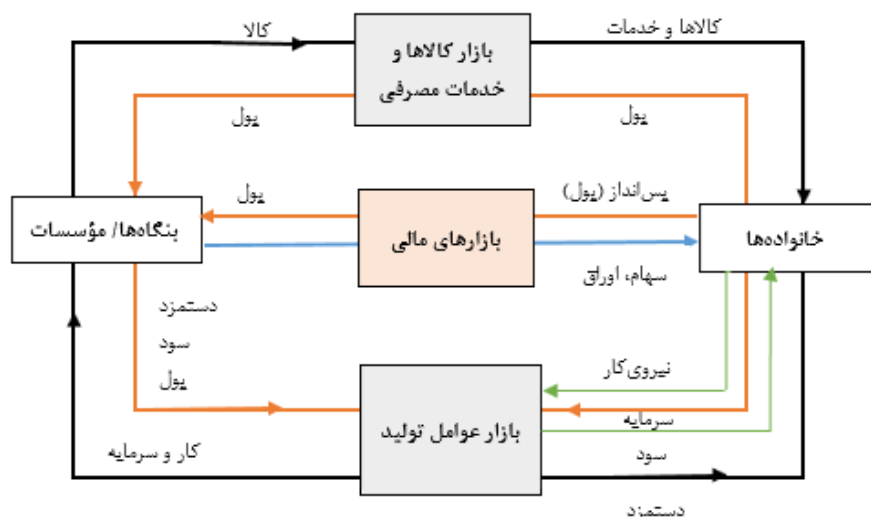 کالا
بازار کالاها و
خدمات مصرفی
کالاها و خدمات
پول
پول
بنگاه‌ها/ مؤسسات
پول
بازارهای مالی
پس‌انداز (پول)
خانواده‌ها
سهام، اوراق
دستمزد
سود
پول
نیروی‌کار
بازار عوامل تولید
سرمایه
سود
دستمزد
کار و سرمایه